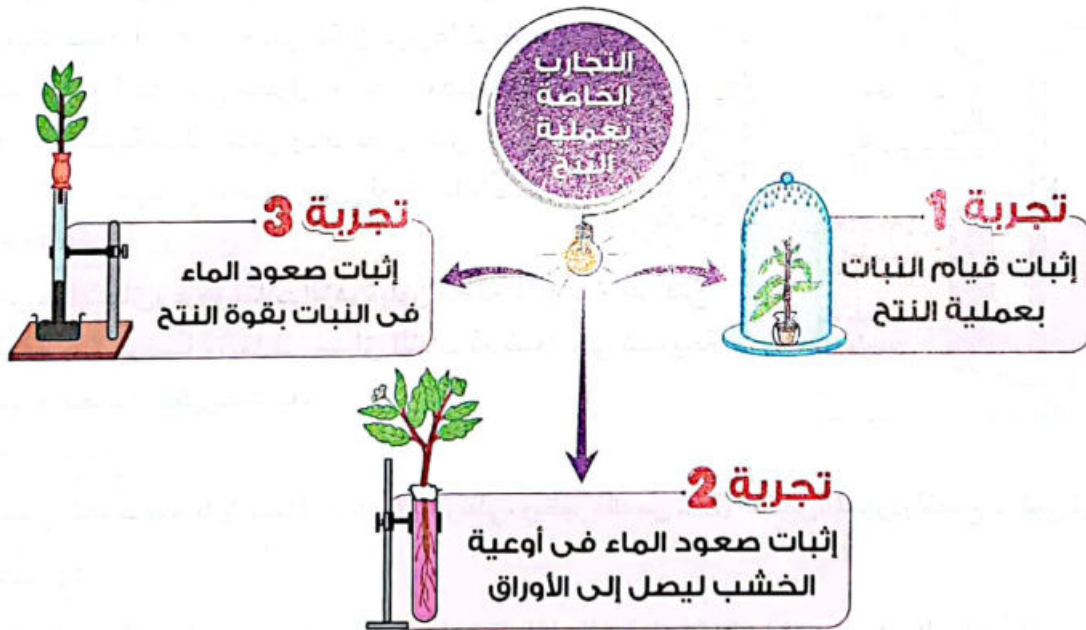 التجارب
الخاصة
بعملية
النتح
تجربة 1
إثبات قيام النبات
بعملية النتح
تجربة 3
إثبات صعود الماء
فى النبات بقوة النتح
تجربة 2
إثبات صعود الماء فى أوعية
الخشب ليصل إلى الأوراق